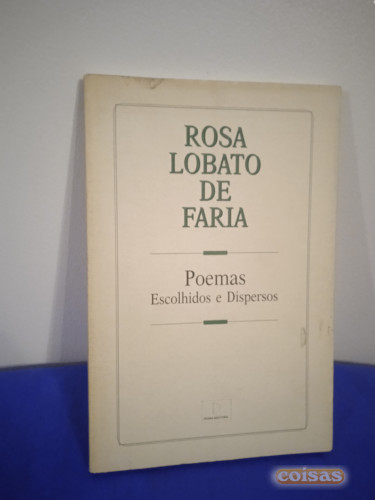 ROSA
LOBATO
DE
FARIA
Poemas
Escolhidos e Dispersos
coisas